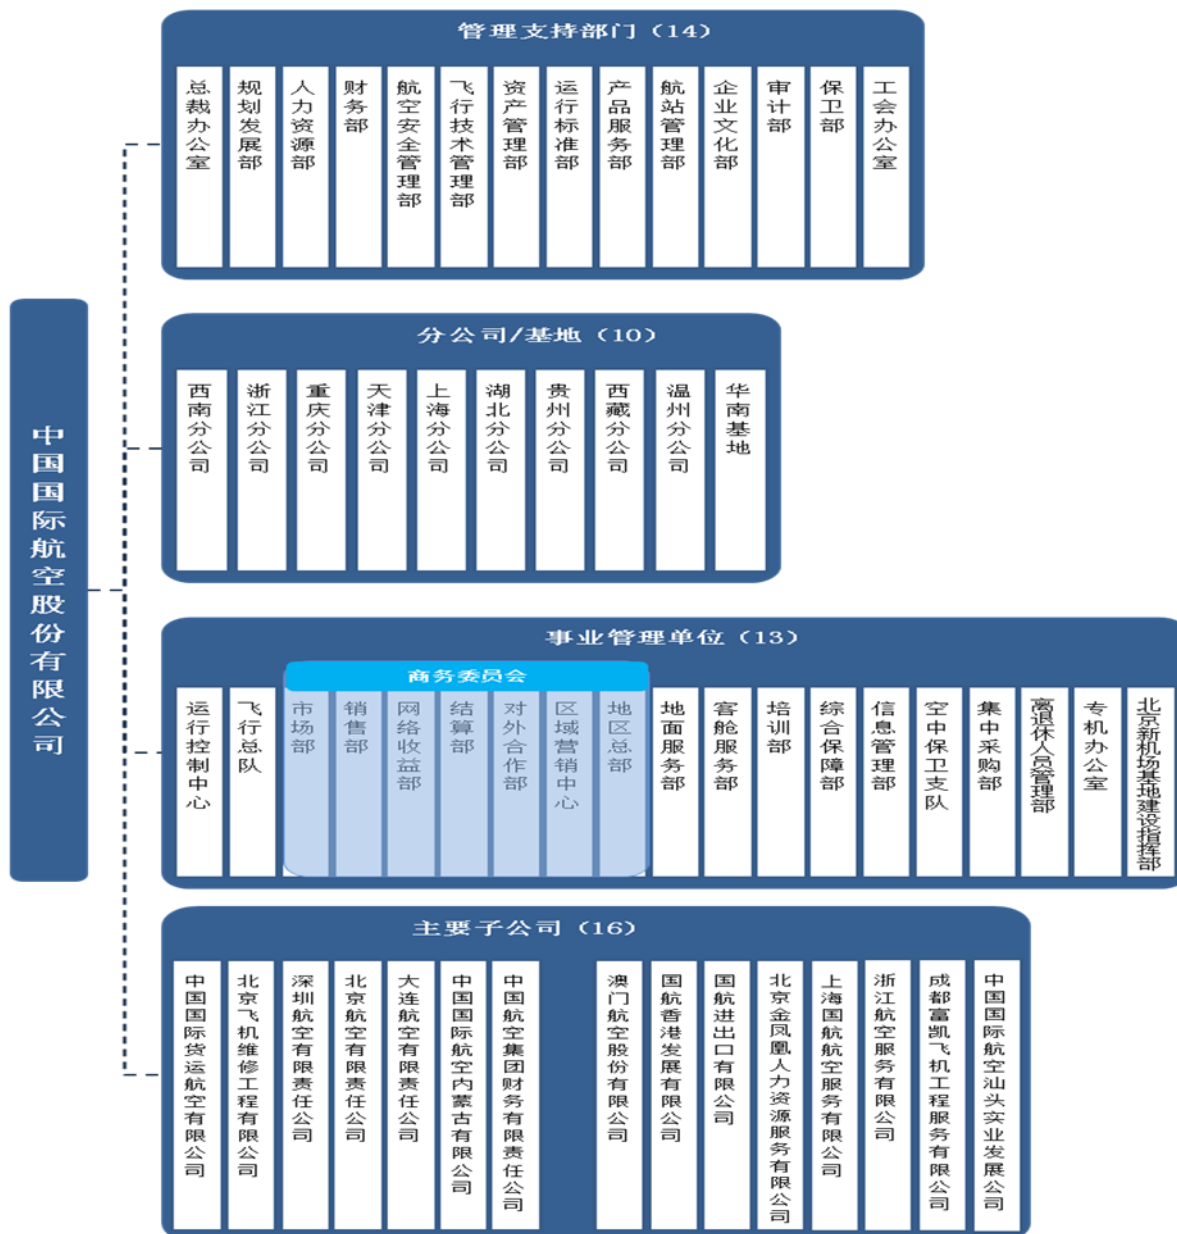 中国国际航空股份有限公司
管理支持部门（14）
总裁办公室
规划发展部
人力资源部
财务部
航空安全管理部
飞行技术管理部
资产管理部
运行标准部
产品服务部
航站管理部
企业文化部
审计部
保卫部
工会办公室
分公司/基地（10）
西南分公司
浙江分公司
重庆分公司
天津分公司
上海分公司
湖北分公司
贵州分公司
西藏分公司
温州分公司
华南基地
事业管理单位（13）
商务委员会
运行控制中心
飞行总队
市场部
销售部
网络收益部
结算部
对外合作部
区域营销中心
地区总部
地面服务部
客舱服务部
培训部
综合保障部
信息管理部
空中保卫支队
集中采购部
离退休人员管理部
专机办公室
北京新机场基地建设指挥部
主要子公司（16）
中国国际货运航空有限公司
北京飞机维修工程有限公司
深圳航空有限责任公司
北京航空有限责任公司
大连航空有限责任公司
中国国际航空内蒙古有限公司
中国航空集团财务有限责任公司
澳门航空股份有限公司
国航香港发展有限公司
国航进出口有限公司
北京金凤凰人力资源服务有限公司
上海国航航空服务有限公司
浙江航空服务有限公司
成都富凯飞机工程服务有限公司
中国国际航空汕头实业发展公司